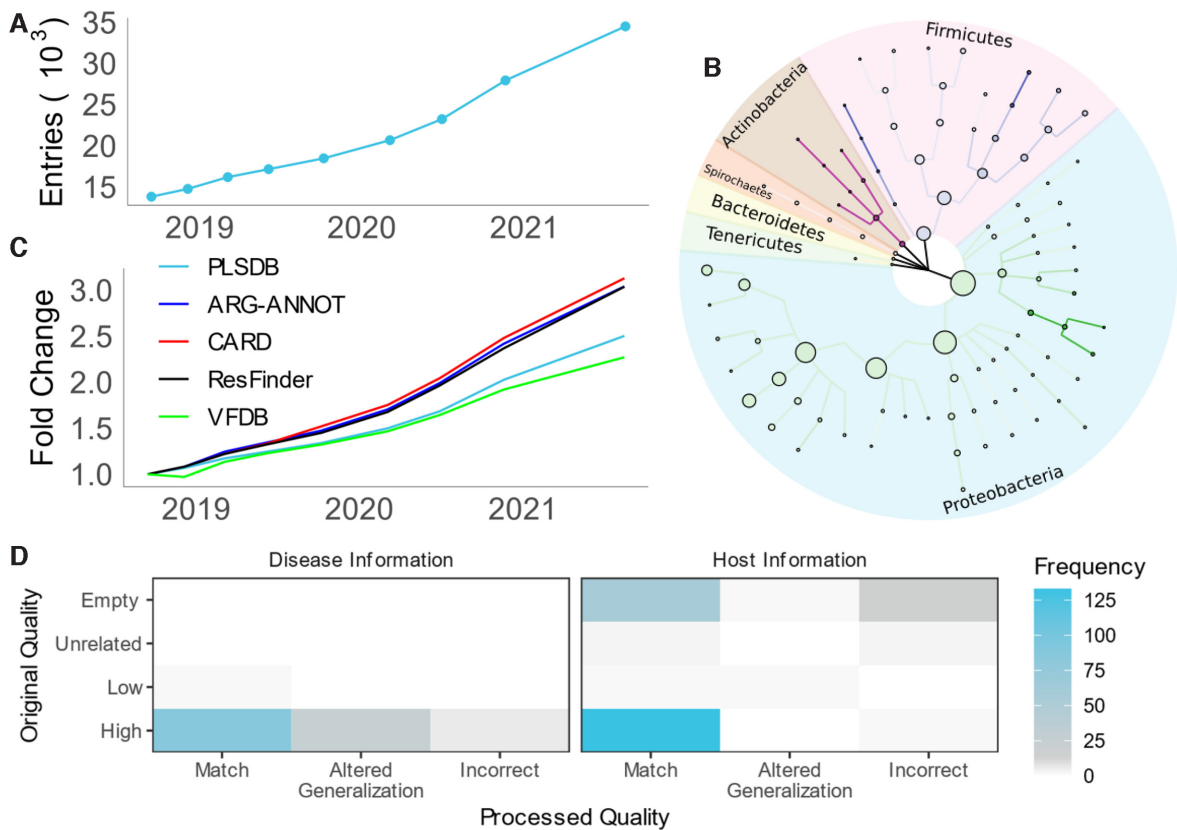 A
Entries ( 10³)
35
30
25
20
15
2019
2020
2021
B
Firmicutes
Actinobacteria
Spirochaetes
Bacteroidetes
Tenericutes
Proteobacteria
C
Fold Change
3.0
2.5
2.0
1.5
1.0
PLSDB
ARG-ANNOT
CARD
ResFinder
VFDB
2019
2020
2021
D
Disease Information
Host Information
Original Quality
Empty
Unrelated
Low
High
Match
Altered
Generalization
Incorrect
Match
Altered
Generalization
Incorrect
Processed Quality
Frequency
125
100
75
50
25
0